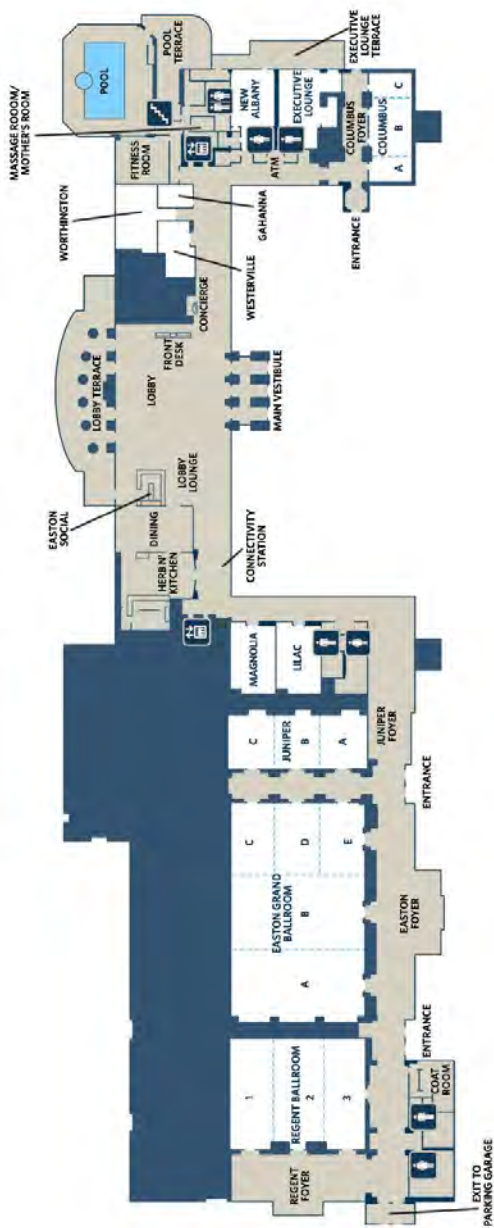 EXIT TO
PARKING GARAGE
REGENT
FOYER
REGENT BALLROOM
1
2
3
COAT
ROOM
ENTRANCE
EASTON GRAND
BALLROOM
A
B
C
D
E
EASTON
FOYER
ENTRANCE
JUNIPER
C
B
A
JUNIPER
FOYER
MAGNOLIA
LILAC
HERB N'
KITCHEN
DINING
EASTON
SOCIAL
LOBBY
LOUNGE
CONNECTIVITY
STATION
LOBBY TERRACE
LOBBY
FRONT
DESK
MAIN VESTIBULE
CONCIERGE
WORTHINGTON
WESTERVILLE
GAHANNA
FITNESS
ROOM
MASSAGE ROOOM/
MOTHER'S ROOM
POOL
POOL
TERRACE
NEW
ALBANY
EXECUTIVE
LOUNGE
ATM
EXECUTIVE
LOUNGE
TERRACE
COLUMBUS
FOYER
ENTRANCE
COLUMBUS
A
B
C